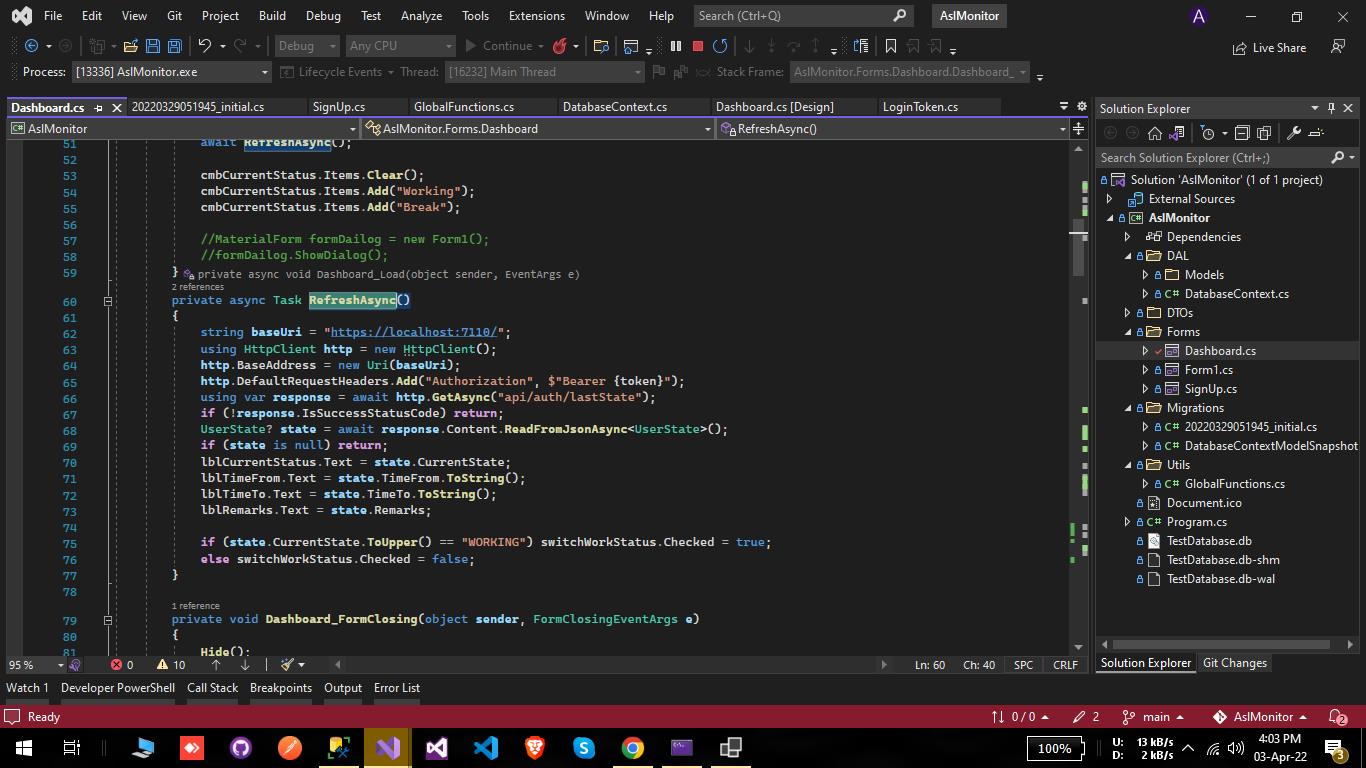 File Edit View Git Project Build Debug Test Analyze Tools Extensions Window Help Search (Ctrl+Q) AslMonitor A
Debug Any CPU Continue Live Share
Process: [13336] AslMonitor.exe Lifecycle Events Thread: [16232] Main Thread Stack Frame: AslMonitor.Forms.Dashboard.Dashboard_
Dashboard.cs 20220329051945_initial.cs SignUp.cs GlobalFunctions.cs DatabaseContext.cs Dashboard.cs [Design] LoginToken.cs
AslMonitor AslMonitor.Forms.Dashboard RefreshAsync()
51 await RefreshAsync();
52
53 cmbCurrentStatus.Items.Clear();
54 cmbCurrentStatus.Items.Add("Working");
55 cmbCurrentStatus.Items.Add("Break");
56
57 //MaterialForm formDailog = new Form1();
58 //formDailog.ShowDialog();
59 } private async void Dashboard_Load(object sender, EventArgs e)
2 references
60 private async Task RefreshAsync()
61 {
62 string baseUri = "https://localhost:7110/";
63 using HttpClient http = new HttpClient();
64 http.BaseAddress = new Uri(baseUri);
65 http.DefaultRequestHeaders.Add("Authorization", $"Bearer {token}");
66 using var response = await http.GetAsync("api/auth/lastState");
67 if (!response.IsSuccessStatusCode) return;
68 UserState? state = await response.Content.ReadFromJsonAsync<UserState>();
69 if (state is null) return;
70 lblCurrentStatus.Text = state.CurrentState;
71 lblTimeFrom.Text = state.TimeFrom.ToString();
72 lblTimeTo.Text = state.TimeTo.ToString();
73 lblRemarks.Text = state.Remarks;
74
75 if (state.CurrentState.ToUpper() == "WORKING") switchWorkStatus.Checked = true;
76 else switchWorkStatus.Checked = false;
77 }
78
1 reference
79 private void Dashboard_FormClosing(object sender, FormClosingEventArgs e)
80 {
81 Hide();
95 % 0 10 Ln: 60 Ch: 40 SPC CRLF
Solution Explorer
Search Solution Explorer (Ctrl+;)
Solution 'AslMonitor' (1 of 1 project)
External Sources
AslMonitor
Dependencies
DAL
Models
DatabaseContext.cs
DTOs
Forms
Dashboard.cs
Form1.cs
SignUp.cs
Migrations
20220329051945_initial.cs
DatabaseContextModelSnapshot
Utils
GlobalFunctions.cs
Document.ico
Program.cs
TestDatabase.db
TestDatabase.db-shm
TestDatabase.db-wal
Solution Explorer Git Changes
Watch 1 Developer PowerShell Call Stack Breakpoints Output Error List
Ready 0 / 0 2 main AslMonitor 2
100% U: 13 kB/s D: 2 kB/s 4:03 PM 03-Apr-22 3